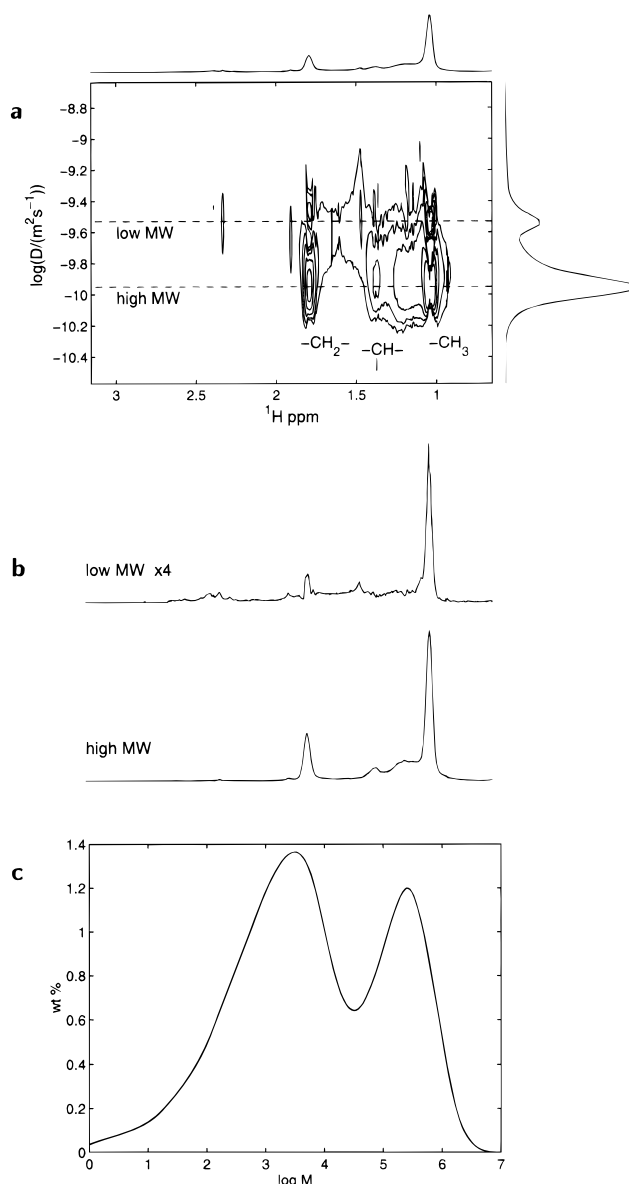 a
log(D/(m²s⁻¹))
-8.8
-9
-9.2
-9.4
-9.6
-9.8
-10
-10.2
-10.4
low MW
high MW
-CH₂-
-CH-
-CH₃
3
2.5
2
1.5
1
¹H ppm
b
low MW x4
high MW
c
wt %
1.4
1.2
1
0.8
0.6
0.4
0.2
0
0
1
2
3
4
5
6
7
log M